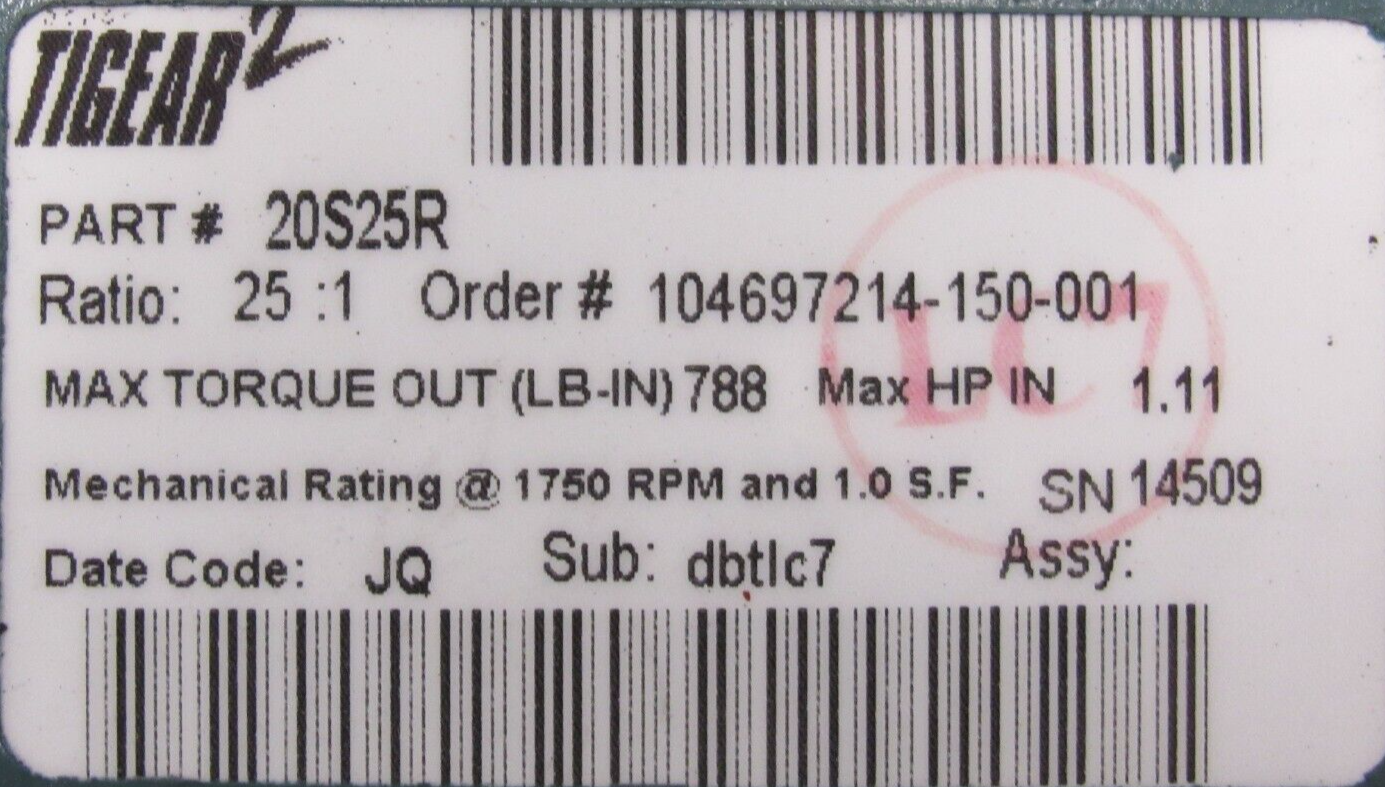 TIGEAR 2
PART # 20S25R
Ratio: 25 :1 Order # 104697214-150-001
MAX TORQUE OUT (LB-IN) 788 Max HP IN 1.11
Mechanical Rating @ 1750 RPM and 1.0 S.F. SN 14509
Date Code: JQ Sub: dbtlc7 Assy:
LC7